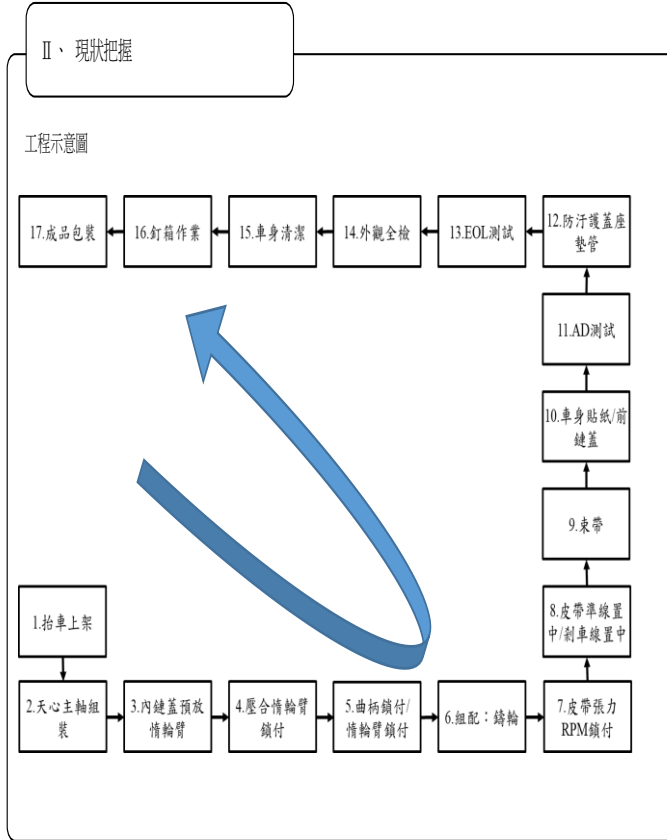 Ⅱ、 現狀把握
工程示意圖
17.成品包裝
16.釘箱作業
15.車身清潔
14.外觀全檢
13.EOL測試
12.防汙護蓋座
墊管
11.AD測試
10.車身貼紙/前
鏈蓋
9.束帶
1.抬車上架
8.皮帶準線置
中/剎車線置中
2.天心主軸組
裝
3.內鏈蓋預放
惰輪臂
4.壓合惰輪臂
鎖付
5.曲柄鎖付/
惰輪臂鎖付
6.組配：鑄輪
7.皮帶張力
RPM鎖付